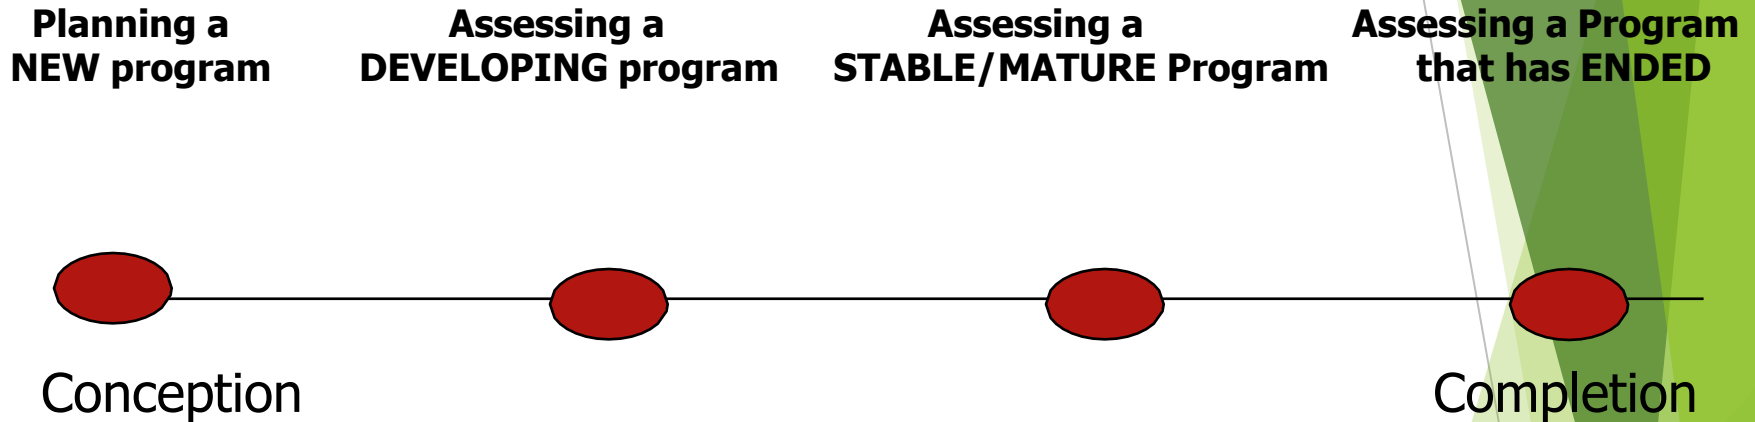 Planning a
NEW program
Assessing a
DEVELOPING program
Assessing a
STABLE/MATURE Program
Assessing a Program
that has ENDED
Conception
Completion